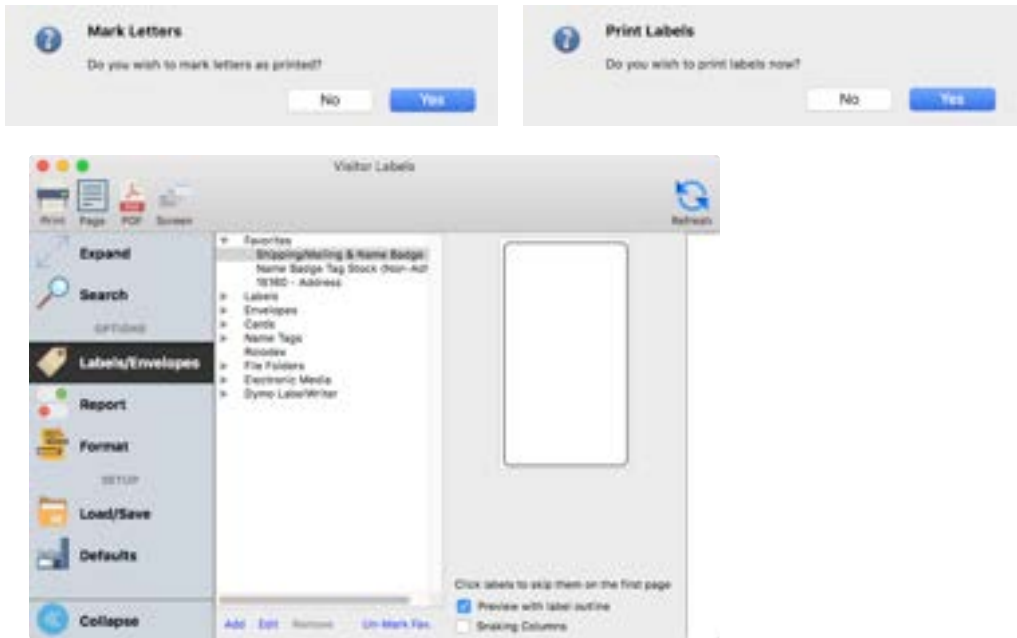 Mark Letters
Do you wish to mark letters as printed?
No
Yes
Print Labels
Do you wish to print labels now?
No
Yes
Visitor Labels
Print
Page
PDF
Screen
Refresh
Expand
Search
OPTIONS
Labels/Envelopes
Report
Format
SETUP
Load/Save
Defaults
Collapse
Favorites
Shipping/Mailing & Name Badge
Name Badge Tag Stock (Non-Adh
- Address
Labels
Envelopes
Cards
Name Tags
Rolodex
File Folders
Electronic Media
Dymo LabelWriter
Add
Edit
Remove
Un-Mark Fav.
Click labels to skip them on the first page
Preview with label outline
Snaking Columns